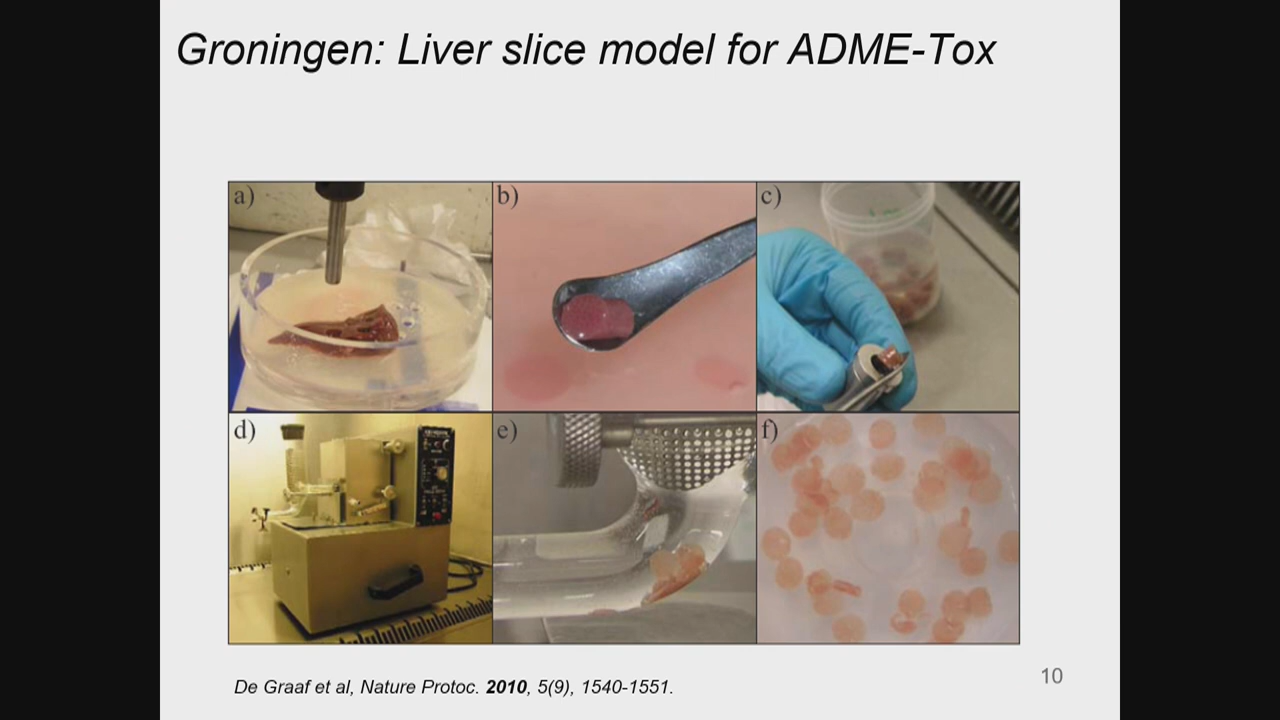 Groningen: Liver slice model for ADME-Tox
a)
b)
c)
d)
e)
f)
De Graaf et al, Nature Protoc. 2010, 5(9), 1540-1551.
10